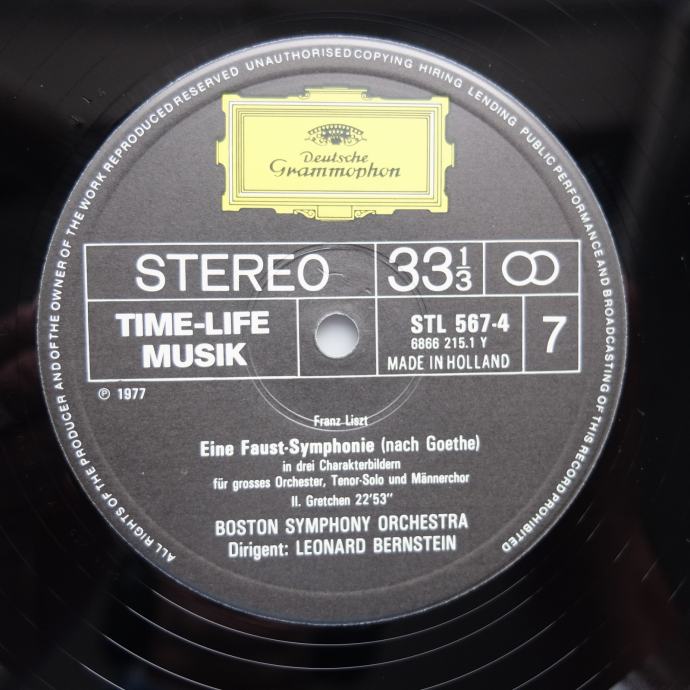 ALL RIGHTS OF THE PRODUCER AND OF THE OWNER OF THE WORK REPRODUCED RESERVED UNAUTHORISED COPYING HIRING LENDING PUBLIC PERFORMANCE AND BROADCASTING OF THIS RECORD PROHIBITED
Deutsche
Grammophon
STEREO 33 1/3
TIME-LIFE
MUSIK
STL 567-4
6866 215.1 Y
MADE IN HOLLAND
7
Ⓟ 1977
Franz Liszt
Eine Faust-Symphonie (nach Goethe)
in drei Charakterbildern
für grosses Orchester, Tenor-Solo und Männerchor
II. Gretchen 22'53"
BOSTON SYMPHONY ORCHESTRA
Dirigent: LEONARD BERNSTEIN